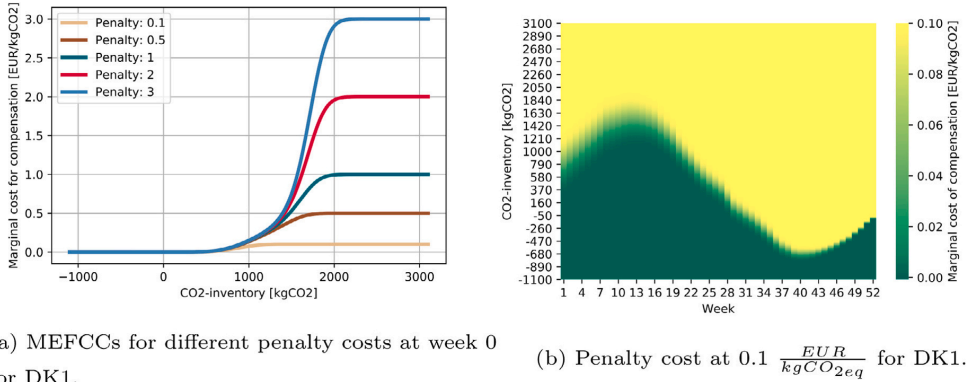 Marginal cost for compensation [EUR/kgCO2]
3.0
2.5
2.0
1.5
1.0
0.5
0.0
Penalty: 0.1
Penalty: 0.5
Penalty: 1
Penalty: 2
Penalty: 3
−1000 0 1000 2000 3000
CO2-inventory [kgCO2]
a) MEFCCs for different penalty costs at week 0
or DK1.
CO2-inventory [kgCO2]
3100
2890
2680
2470
2260
2050
1840
1630
1420
1210
1000
790
580
370
160
-50
-260
-470
-680
-890
-1100
1 4 7 10 13 16 19 22 25 28 31 34 37 40 43 46 49 52
Week
0.10
0.08
0.06
0.04
0.02
0.00
Marginal cost of compensation [EUR/kgCO2]
(b) Penalty cost at 0.1 EUR/kgCO2eq for DK1.